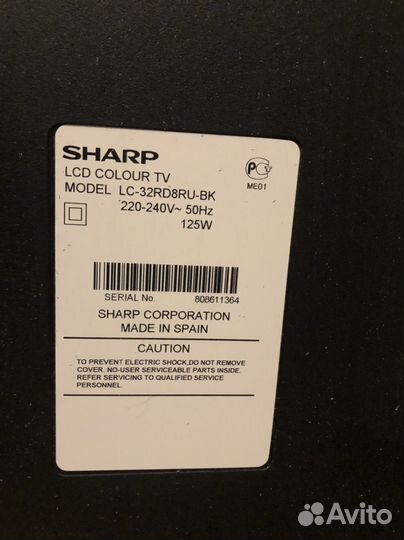 SHARP
LCD COLOUR TV
MODEL LC-32RD8RU-BK
220-240V~ 50Hz
125W
РС
ME01
SERIAL No. 808611364
SHARP CORPORATION
MADE IN SPAIN
CAUTION
TO PREVENT ELECTRIC SHOCK,DO NOT REMOVE
COVER. NO-USER SERVICEABLE PARTS INSIDE.
REFER SERVICING TO QUALIFIED SERVICE
PERSONNEL.
Avito